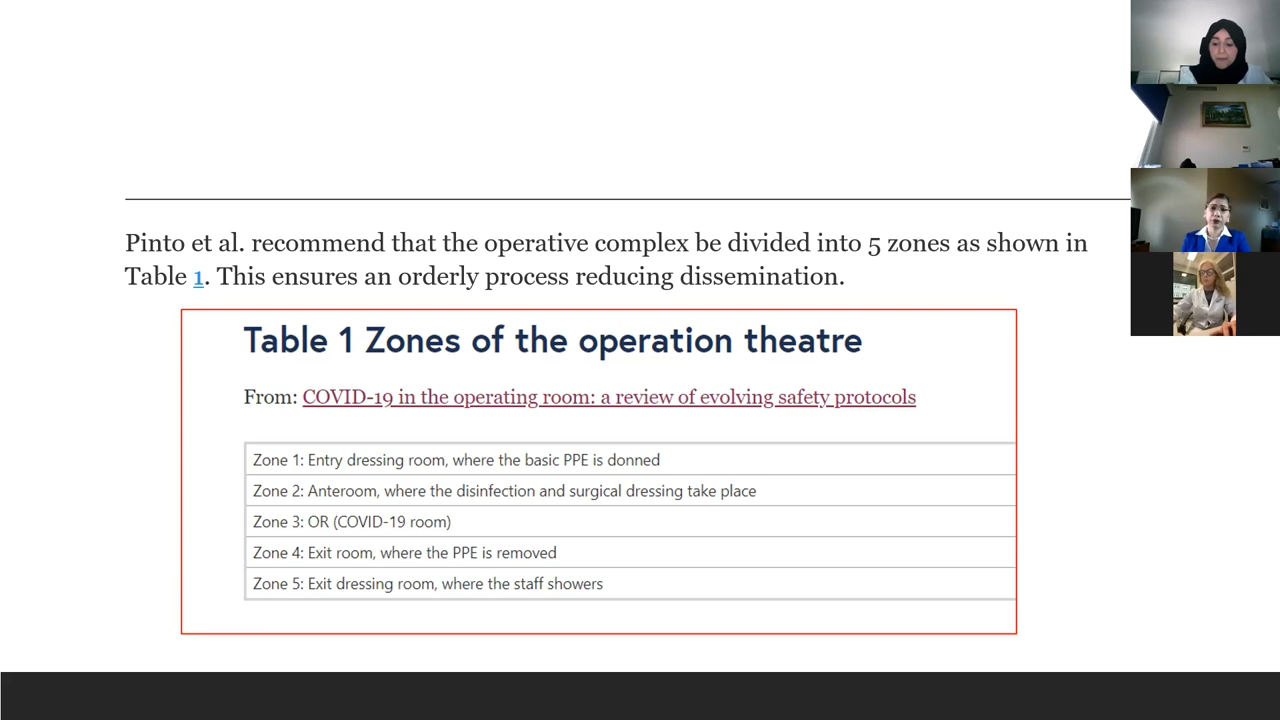 Pinto et al. recommend that the operative complex be divided into 5 zones as shown in
Table 1. This ensures an orderly process reducing dissemination.
Table 1 Zones of the operation theatre
From: COVID-19 in the operating room: a review of evolving safety protocols
Zone 1: Entry dressing room, where the basic PPE is donned
Zone 2: Anteroom, where the disinfection and surgical dressing take place
Zone 3: OR (COVID-19 room)
Zone 4: Exit room, where the PPE is removed
Zone 5: Exit dressing room, where the staff showers